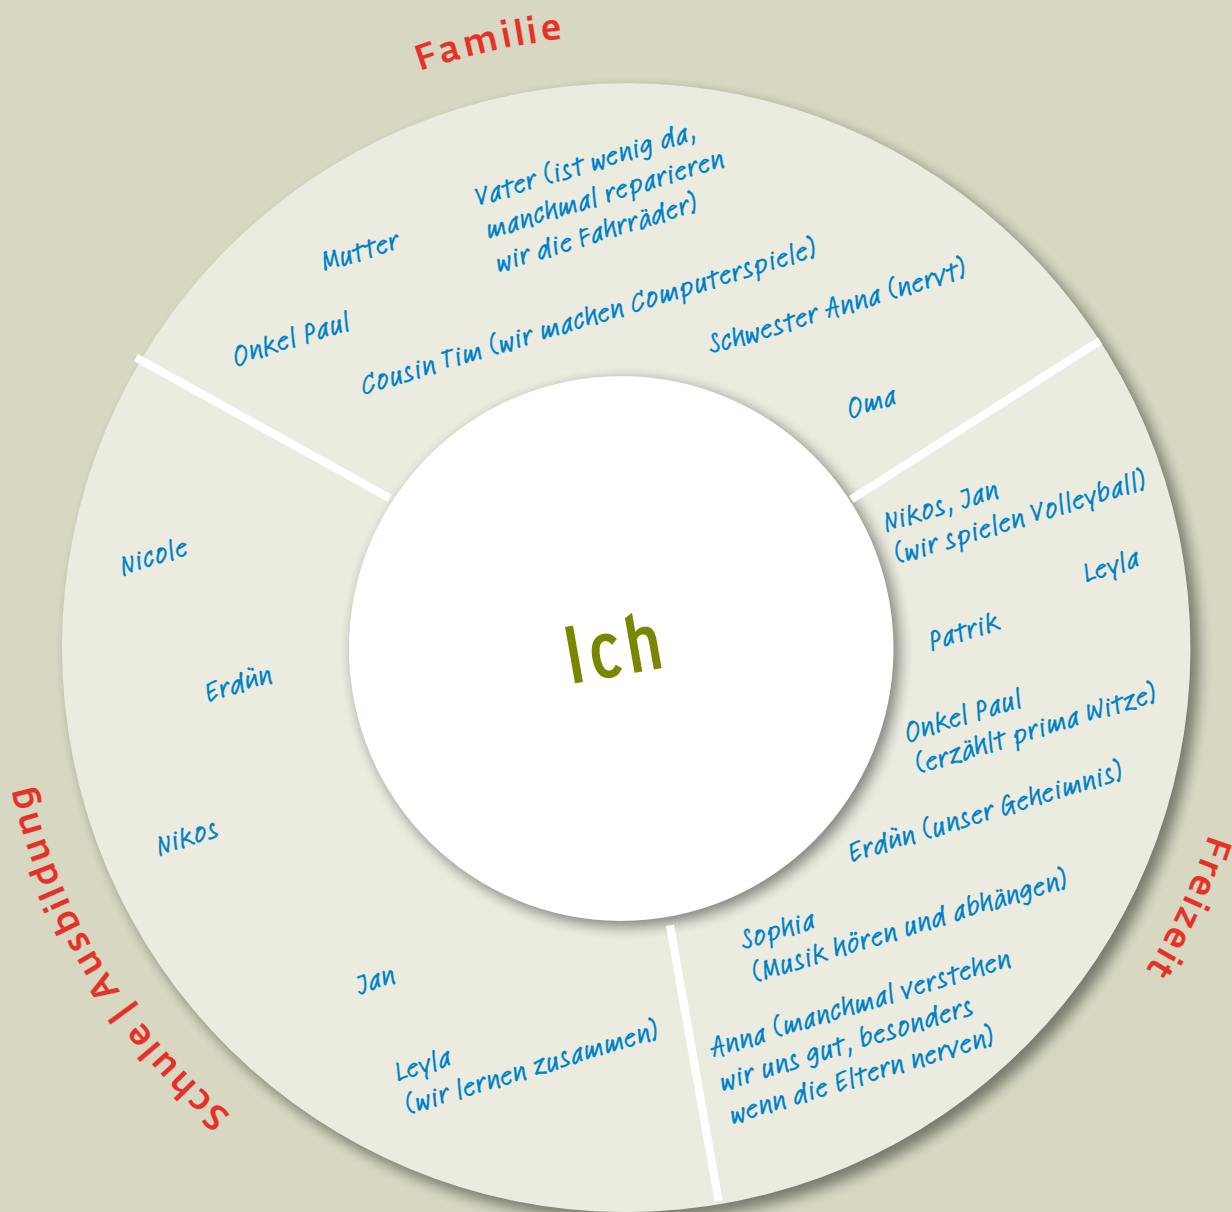 Familie
Vater (ist wenig da,
manchmal reparieren
wir die Fahrräder)
Mutter
Onkel Paul
Cousin Tim (wir machen Computerspiele)
Schwester Anna (nervt)
Oma
Ich
Nikos, Jan
(wir spielen Volleyball)
Leyla
Patrik
Onkel Paul
(erzählt prima Witze)
Erdün (unser Geheimnis)
Sophia
(Musik hören und abhängen)
Anna (manchmal verstehen
wir uns gut, besonders
wenn die Eltern nerven)
Freizeit
Nicole
Erdün
Nikos
Jan
Leyla
(wir lernen zusammen)
Schule | Ausbildung